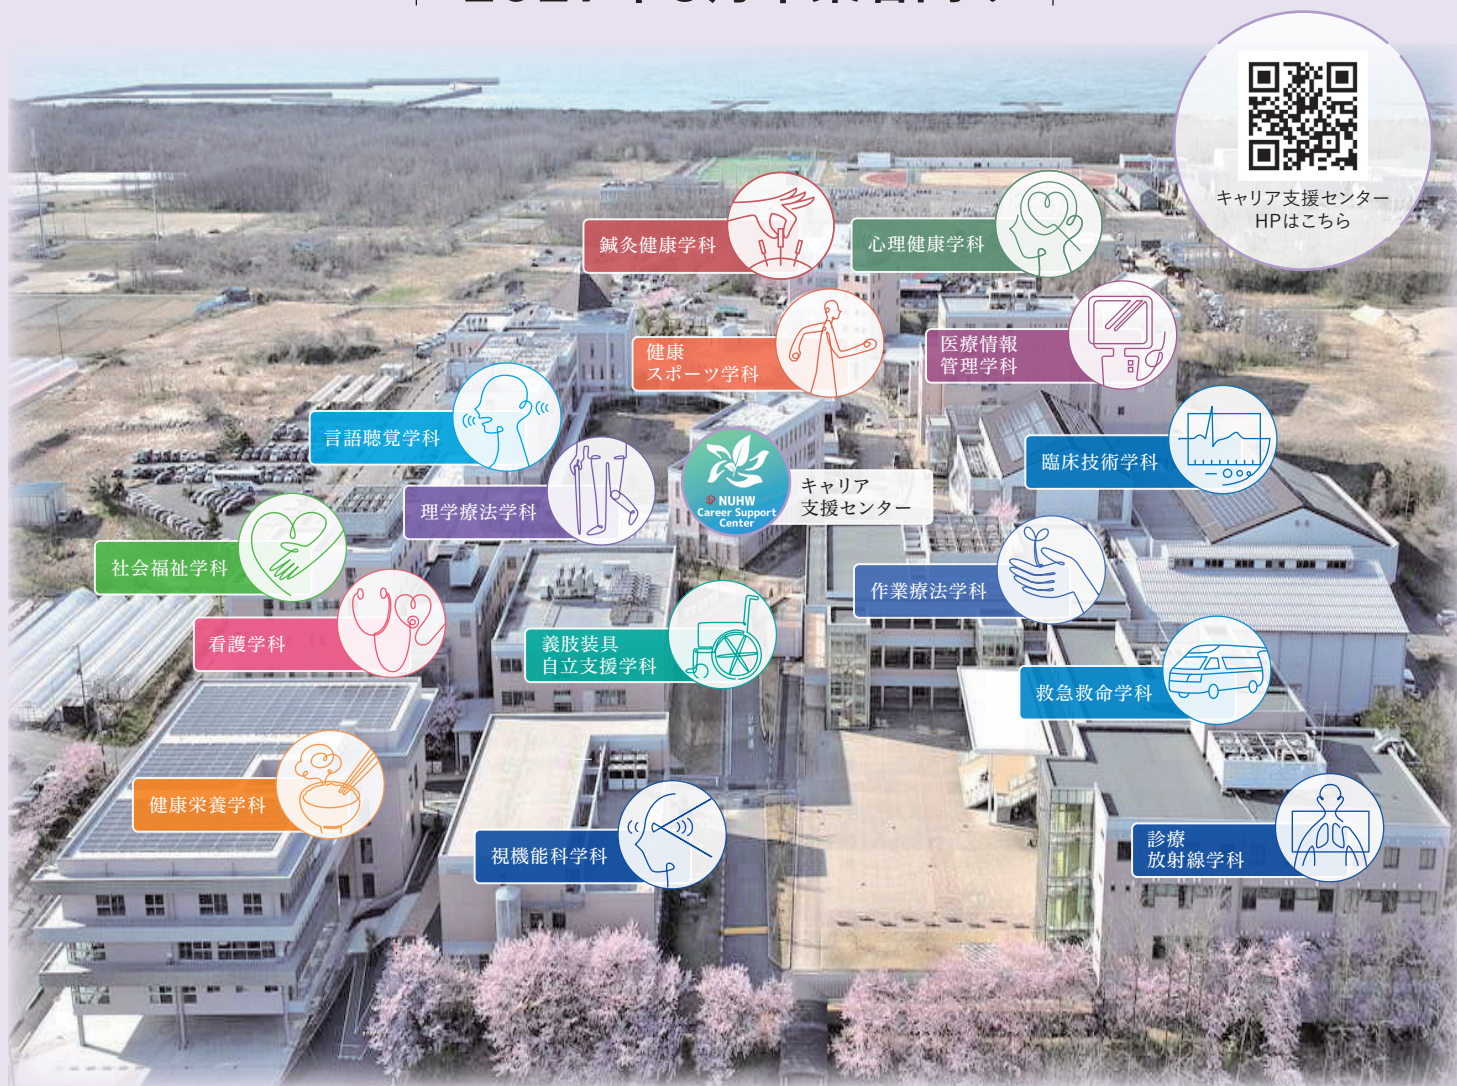 キャリア支援センター
HPはこちら
鍼灸健康学科
心理健康学科
健康
スポーツ学科
医療情報
管理学科
言語聴覚学科
臨床技術学科
理学療法学科
NUHW
Career Support
Center
キャリア
支援センター
社会福祉学科
作業療法学科
看護学科
義肢装具
自立支援学科
救急救命学科
健康栄養学科
視機能科学科
診療
放射線学科